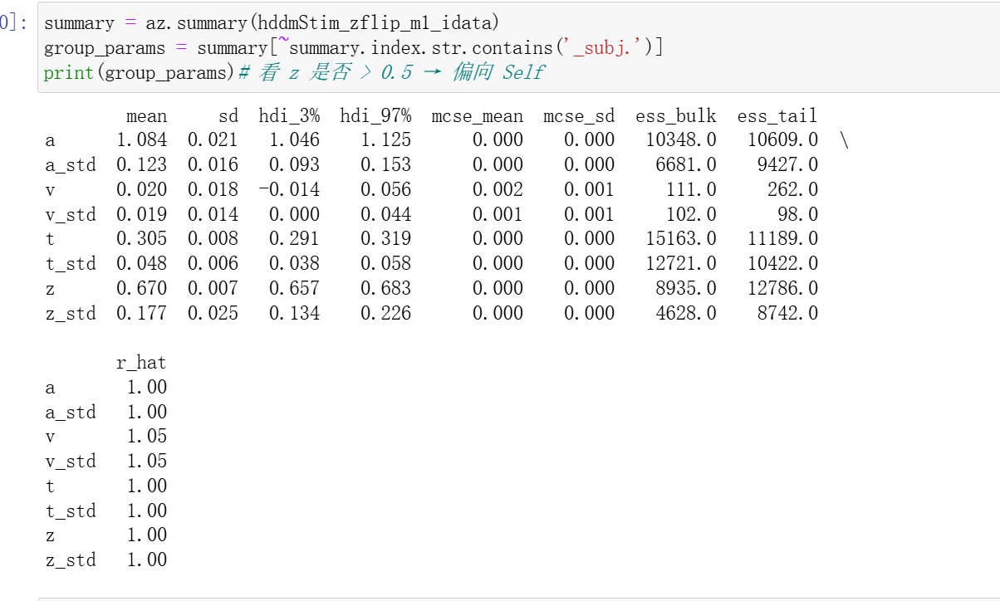 0]: summary = az.summary(hddmStim_zflip_m1_idata)
group_params = summary[~summary.index.str.contains('_subj.')]
print(group_params)# 看 z 是否 > 0.5 → 偏向 Self
mean sd hdi_3% hdi_97% mcse_mean mcse_sd ess_bulk ess_tail
a 1.084 0.021 1.046 1.125 0.000 0.000 10348.0 10609.0 \
a_std 0.123 0.016 0.093 0.153 0.000 0.000 6681.0 9427.0
v 0.020 0.018 -0.014 0.056 0.002 0.001 111.0 262.0
v_std 0.019 0.014 0.000 0.044 0.001 0.001 102.0 98.0
t 0.305 0.008 0.291 0.319 0.000 0.000 15163.0 11189.0
t_std 0.048 0.006 0.038 0.058 0.000 0.000 12721.0 10422.0
z 0.670 0.007 0.657 0.683 0.000 0.000 8935.0 12786.0
z_std 0.177 0.025 0.134 0.226 0.000 0.000 4628.0 8742.0
r_hat
a 1.00
a_std 1.00
v 1.05
v_std 1.05
t 1.00
t_std 1.00
z 1.00
z_std 1.00